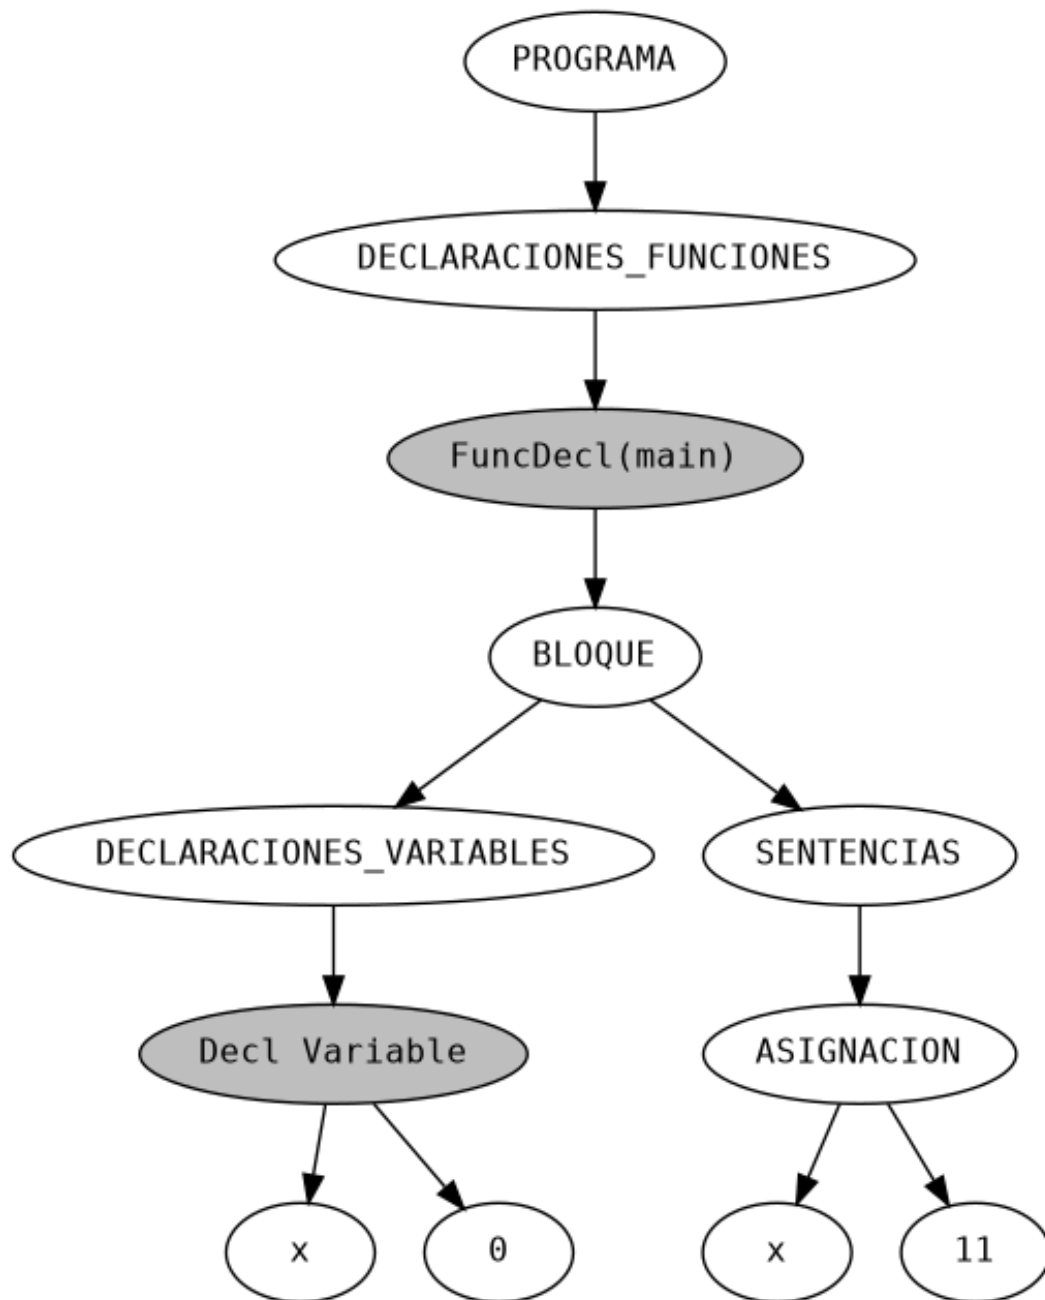 PROGRAMA
DECLARACIONES_FUNCIONES
FuncDecl(main)
BLOQUE
DECLARACIONES_VARIABLES
SENTENCIAS
Decl Variable
ASIGNACION
x
0
x
11